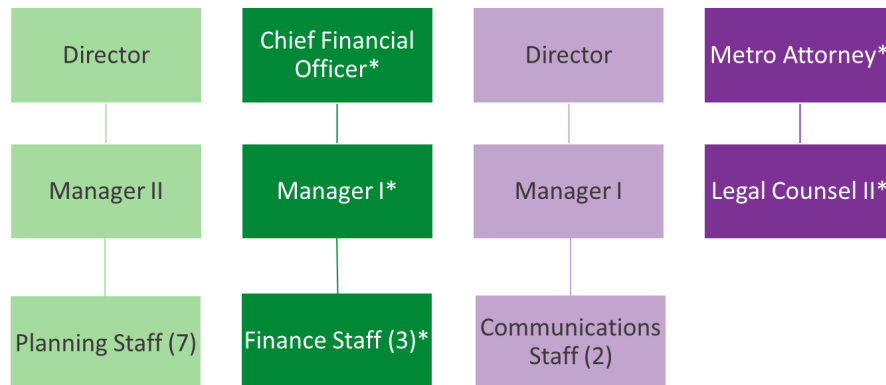 Director
Chief Financial
Officer*
Director
Metro Attorney*
Manager II
Manager I*
Manager I
Legal Counsel II*
Planning Staff (7)
Finance Staff (3)*
Communications
Staff (2)